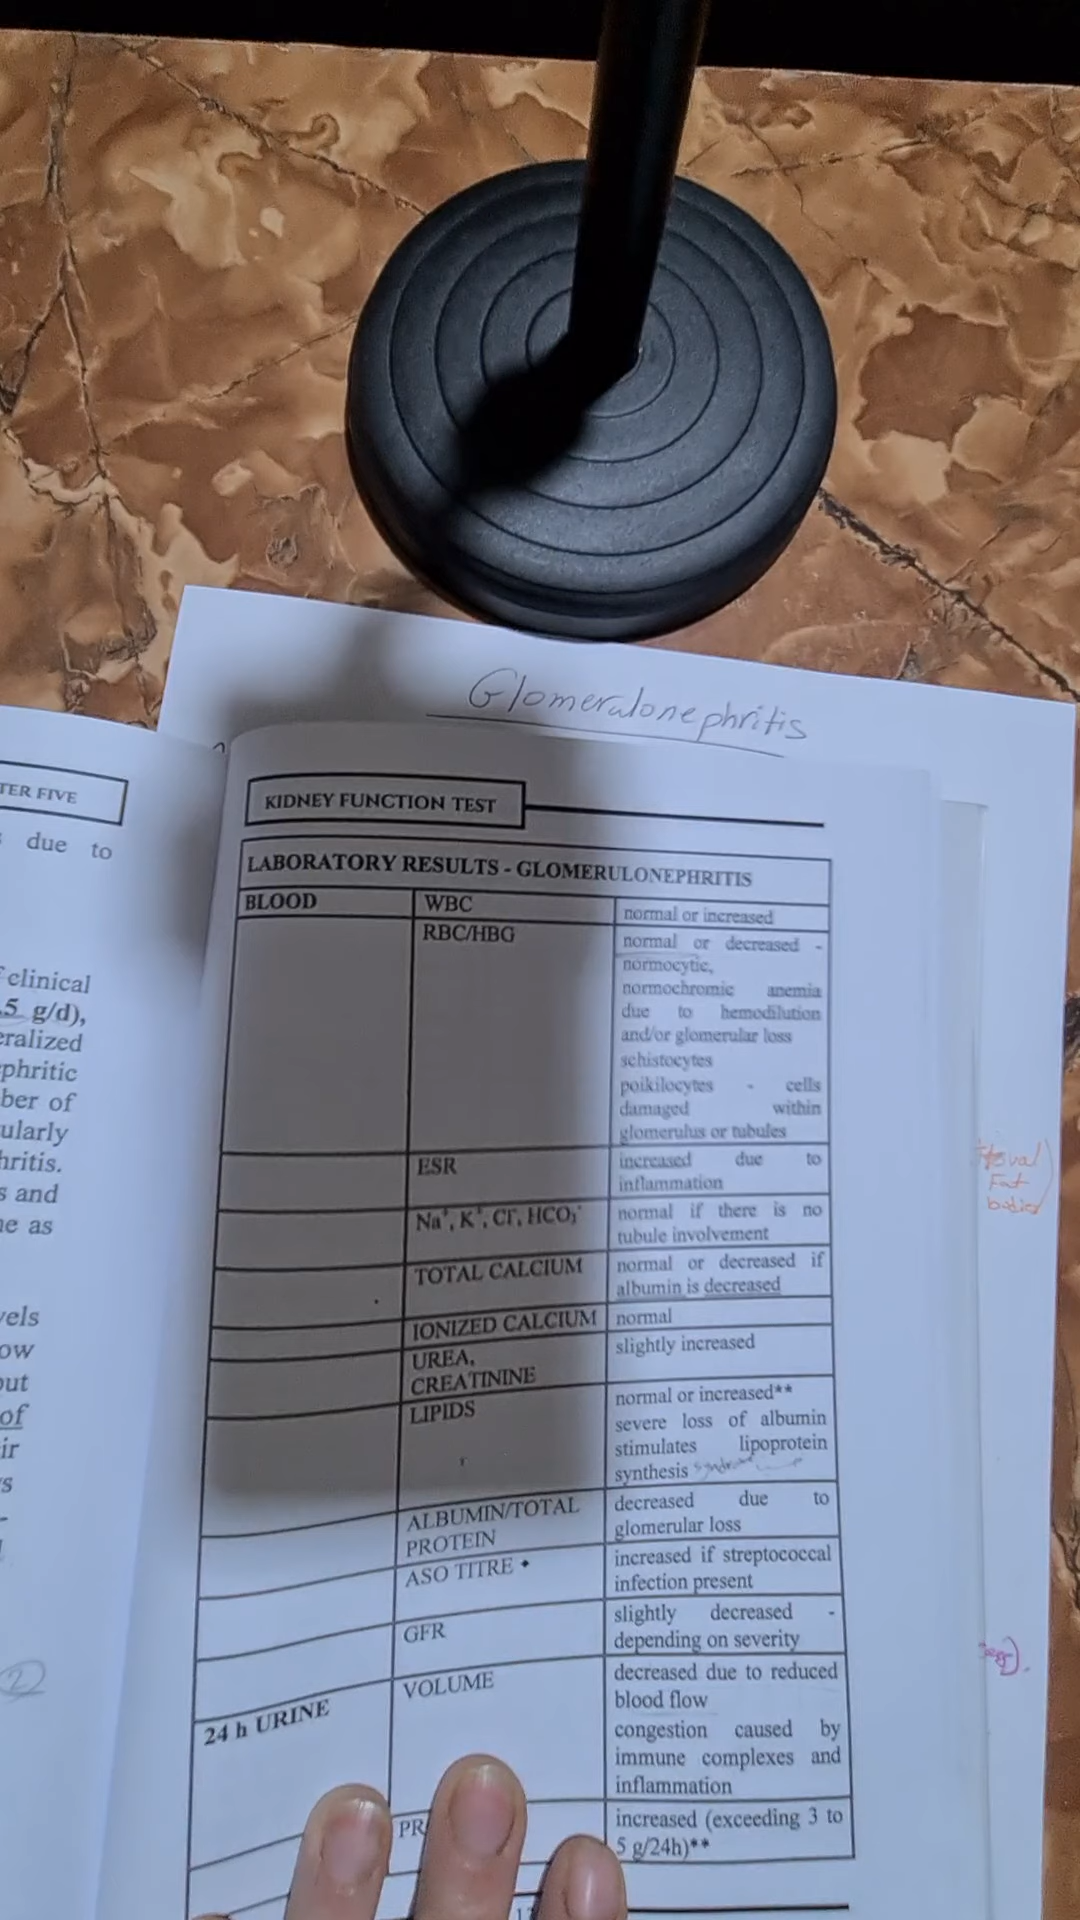 Glomerulonephritis
TER FIVE
due to
clinical
.5 g/d),
eralized
phritic
ber of
ularly
hritis.
s and
ne as
vels
ow
out
of
ir
s
2
KIDNEY FUNCTION TEST
LABORATORY RESULTS - GLOMERULONEPHRITIS
BLOOD
WBC
normal or increased
RBC/HBG
normal or decreased -
normocytic,
normochromic anemia
due to hemodilution
and/or glomerular loss
schistocytes
poikilocytes - cells
damaged within
glomerulus or tubules
ESR
increased due to
inflammation
Na⁺, K⁺, Cl⁻, HCO₃⁻
normal if there is no
tubule involvement
TOTAL CALCIUM
normal or decreased if
albumin is decreased
IONIZED CALCIUM
normal
UREA,
CREATININE
slightly increased
LIPIDS
normal or increased**
severe loss of albumin
stimulates lipoprotein
synthesis
ALBUMIN/TOTAL
PROTEIN
decreased due to
glomerular loss
ASO TITRE
increased if streptococcal
infection present
GFR
slightly decreased -
depending on severity
24 h URINE
VOLUME
decreased due to reduced
blood flow
congestion caused by
immune complexes and
inflammation
PR
increased (exceeding 3 to
5 g/24h)**
oval
Fat
bodies